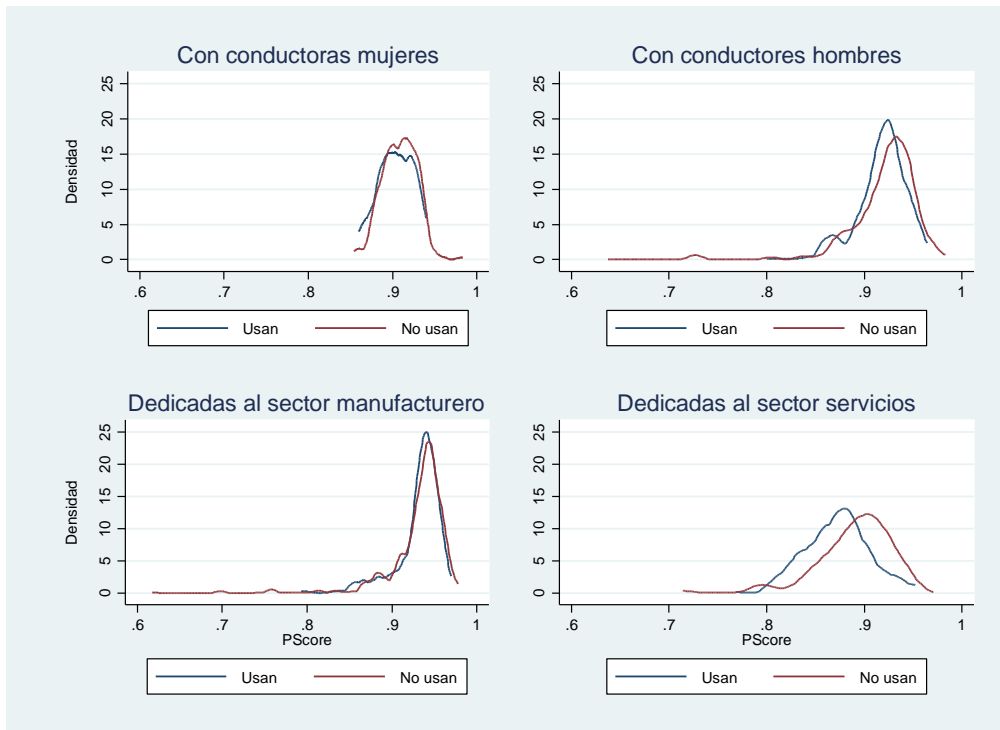 Con conductoras mujeres
Densidad
25
20
15
10
5
0
.6 .7 .8 .9 1
Usan No usan
Con conductores hombres
25
20
15
10
5
0
.6 .7 .8 .9 1
Usan No usan
Dedicadas al sector manufacturero
Densidad
25
20
15
10
5
0
.6 .7 .8 .9 1
PScore
Usan No usan
Dedicadas al sector servicios
25
20
15
10
5
0
.6 .7 .8 .9 1
PScore
Usan No usan